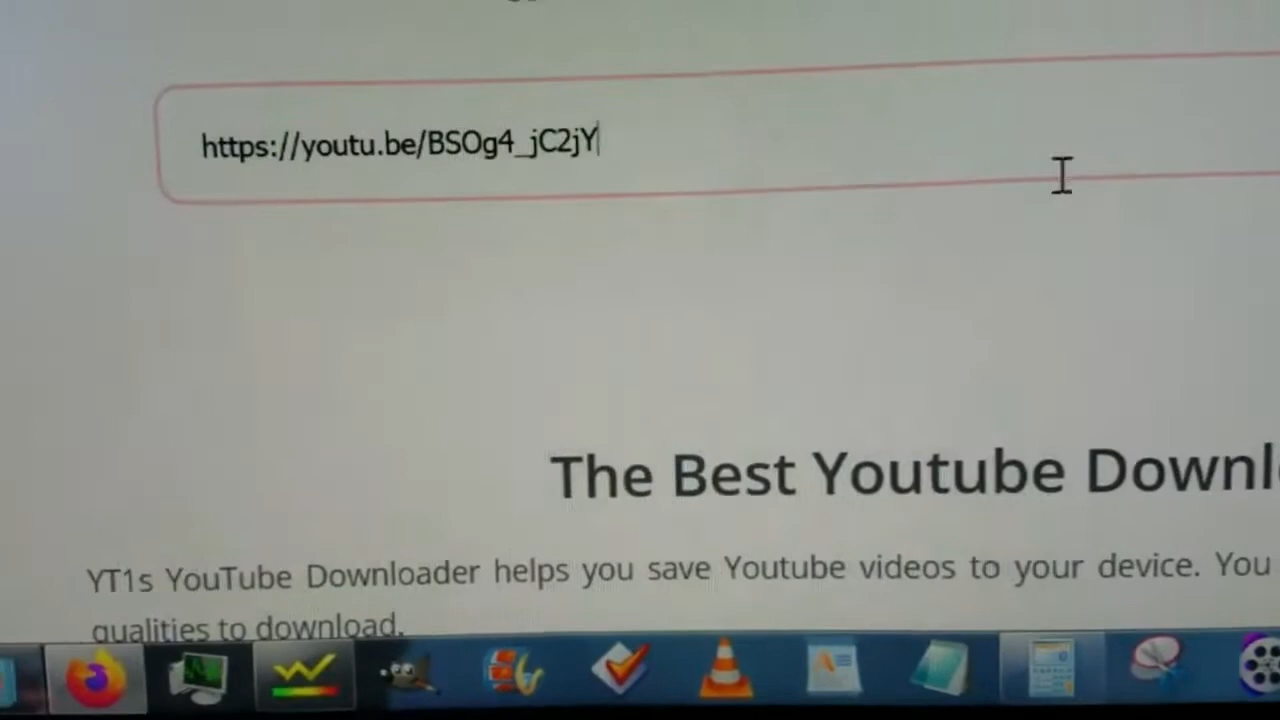 https://youtu.be/BSOg4_jC2jY
The Best Youtube Downl
YT1s YouTube Downloader helps you save Youtube videos to your device. You
qualities to download.